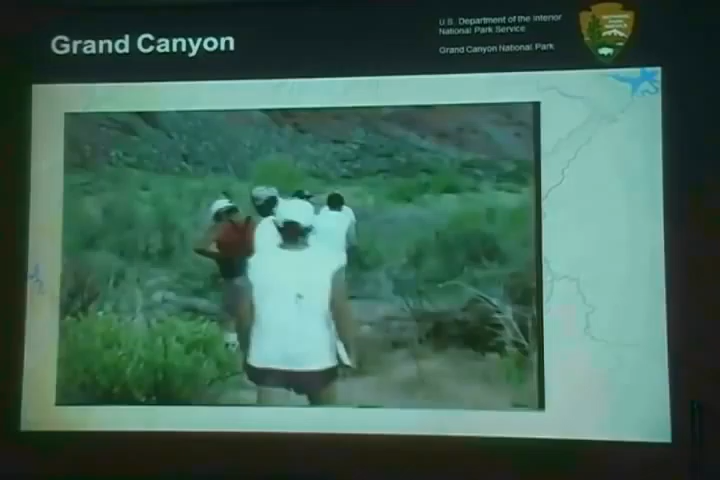 Grand Canyon
U.S. Department of the Interior
National Park Service
Grand Canyon National Park